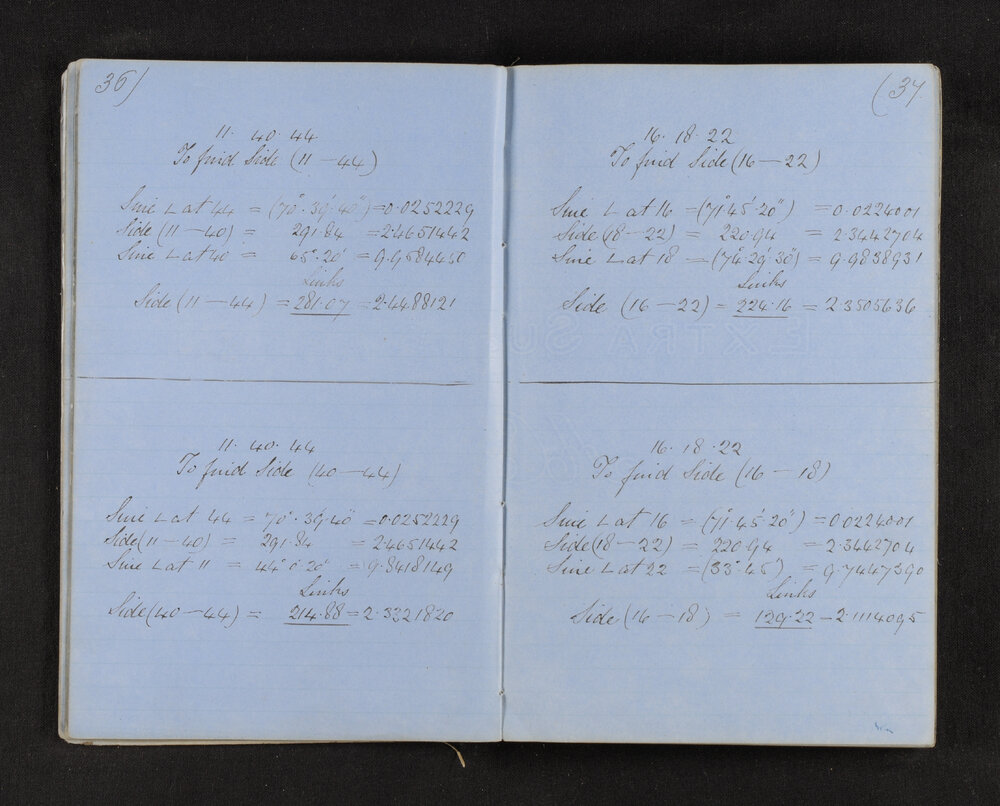 36)
11. 40. 44
To find Side (11 — 44)
Sine L at 44 = (70°. 39'. 40") = 0.0252229
Side (11 — 40) = 291.84 = 2.4651442
Sine L at 40 = 65°. 20' = 9.9584450
Links
Side (11 — 44) = 281.07 = 2.4488121
11. 40. 44
To find Side (40 — 44)
Sine L at 44 = 70°. 39'. 40" = 0.0252229
Side (11 — 40) = 291.84 = 2.4651442
Sine L at 11 = 44° 0' 20" = 9.8418149
Links
Side (40 — 44) = 214.88 = 2.3321820
(37
16. 18. 22
To find Side (16 — 22)
Sine L at 16 = (71° 45' 20") = 0.0224001
Side (18 — 22) = 220.94 = 2.3442704
Sine L at 18 = (74° 29' 30") = 9.9838931
Links
Side (16 — 22) = 224.16 = 2.3505636
16. 18. 22
To find Side (16 — 18)
Sine L at 16 = (71°. 45'. 20") = 0.0224001
Side (18 — 22) = 220.94 = 2.3442704
Sine L at 22 = (33°. 45') = 9.7447390
Links
Side (16 — 18) = 129.22 = 2.1114095